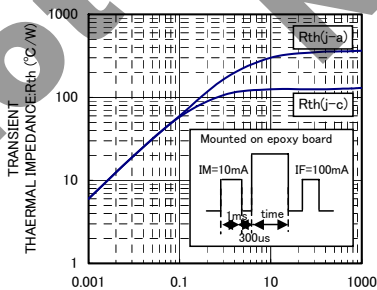 1000
Rth(j-a)
100
Rth(j-c)
TRANSIENT
THAERMAL IMPEDANCE:Rth (℃/W)
Mounted on epoxy board
IM=10mA
IF=100mA
10
1ms
time
300us
1
0.001
0.1
10
1000